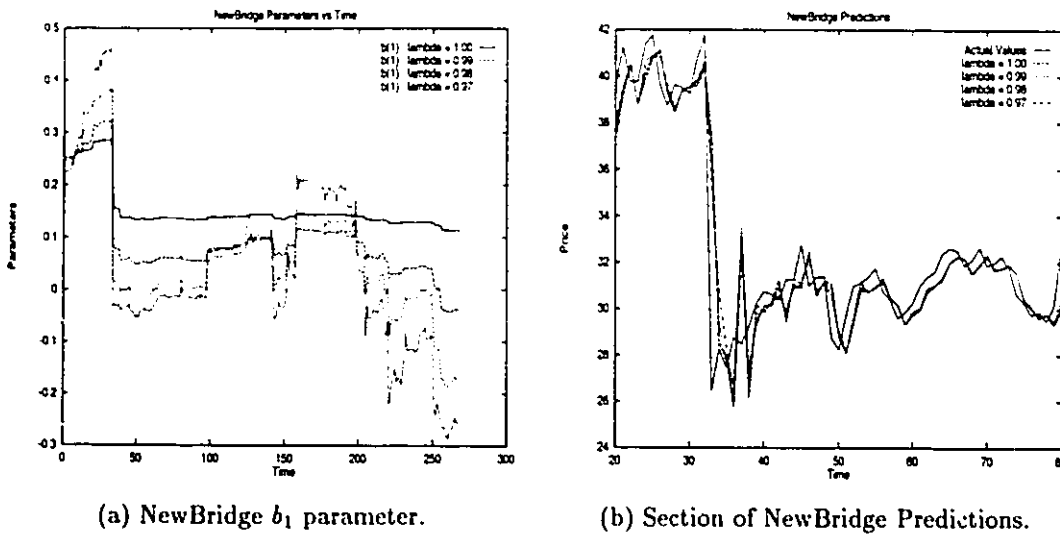 NewBridge Parameters vs Time
0.5
0.4
0.3
0.2
0.1
0
-0.1
-0.2
-0.3
Parameters
b(1) lambda = 1.00
b(1) lambda = 0.99
b(1) lambda = 0.98
b(1) lambda = 0.97
0 50 100 150 200 250 300
Time
(a) NewBridge b₁ parameter.
NewBridge Predictions
42
40
38
36
34
32
30
28
26
24
Price
Actual Values
lambda = 1.00
lambda = 0.99
lambda = 0.98
lambda = 0.97
20 30 40 50 60 70 80
Time
(b) Section of NewBridge Predictions.